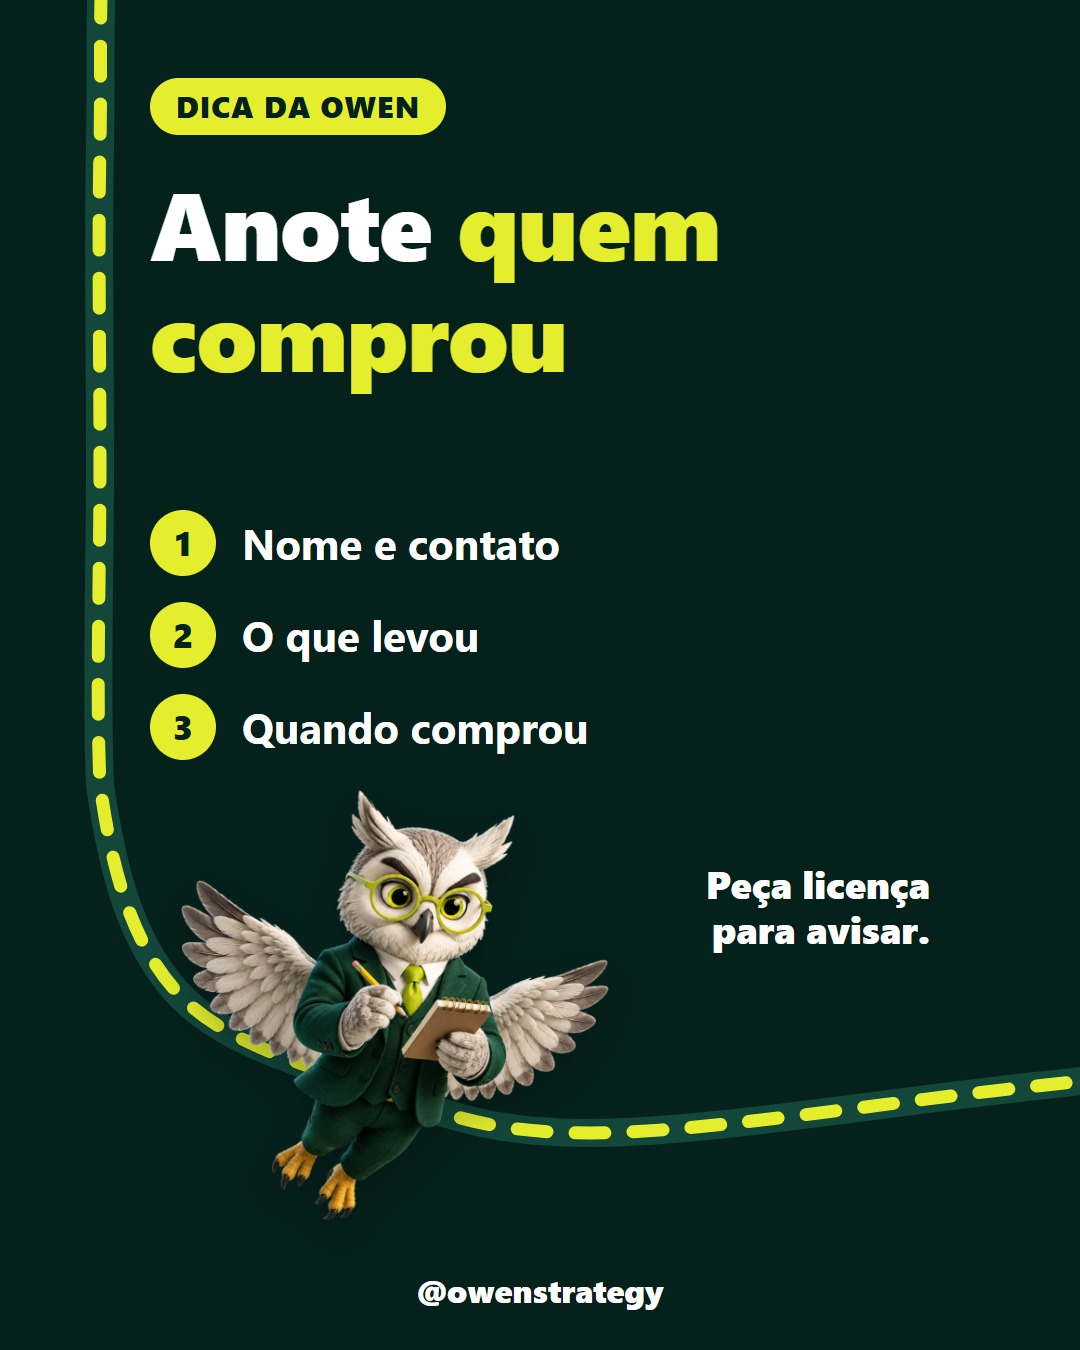 DICA DA OWEN
Anote quem
comprou
1 Nome e contato
2 O que levou
3 Quando comprou
Peça licença
para avisar.
@owenstrategy